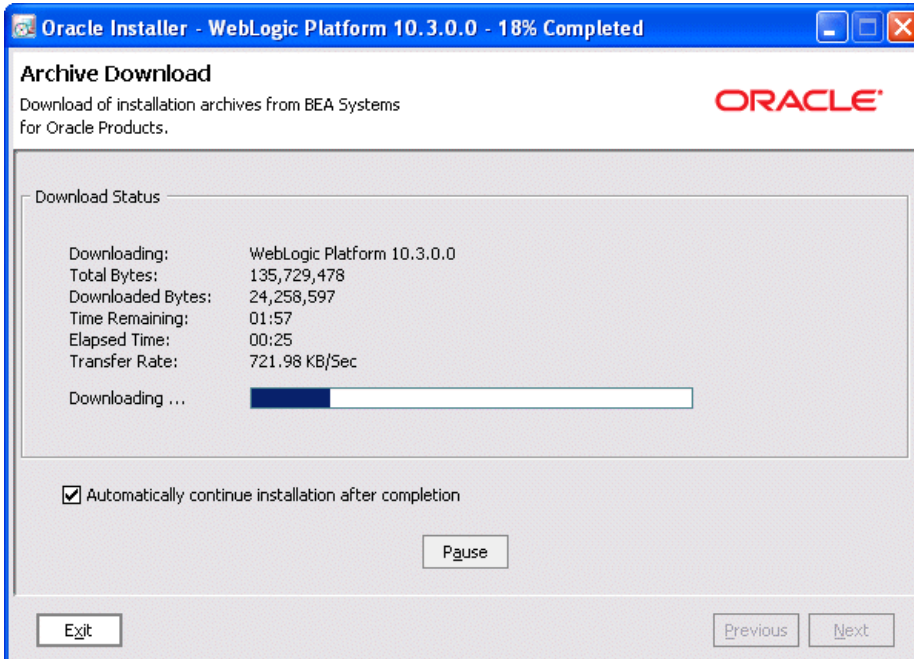 Oracle Installer - WebLogic Platform 10.3.0.0 - 18% Completed
Archive Download
Download of installation archives from BEA Systems
for Oracle Products.
ORACLE
Download Status
Downloading: WebLogic Platform 10.3.0.0
Total Bytes: 135,729,478
Downloaded Bytes: 24,258,597
Time Remaining: 01:57
Elapsed Time: 00:25
Transfer Rate: 721.98 KB/Sec
Downloading ...
Automatically continue installation after completion
Pause
Exit Previous Next